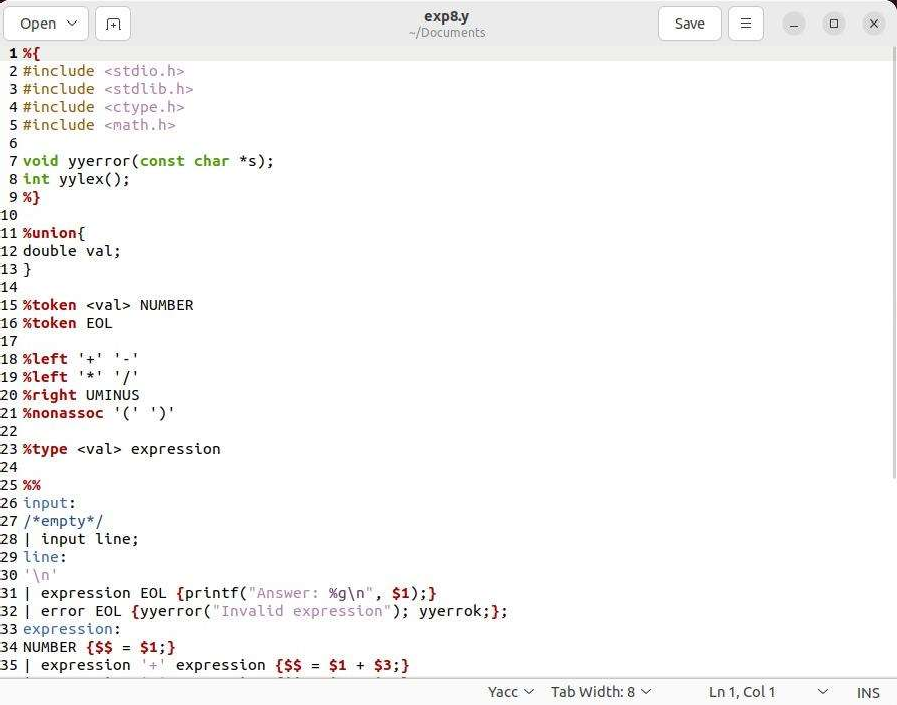 Open
exp8.y
~/Documents
Save
1 %{
2 #include <stdio.h>
3 #include <stdlib.h>
4 #include <ctype.h>
5 #include <math.h>
6
7 void yyerror(const char *s);
8 int yylex();
9 %}
10
11 %union{
12 double val;
13 }
14
15 %token <val> NUMBER
16 %token EOL
17
18 %left '+' '-'
19 %left '*' '/'
20 %right UMINUS
21 %nonassoc '(' ')'
22
23 %type <val> expression
24
25 %%
26 input:
27 /*empty*/
28 | input line;
29 line:
30 '\n'
31 | expression EOL {printf("Answer: %g\n", $1);}
32 | error EOL {yyerror("Invalid expression"); yyerrok;};
33 expression:
34 NUMBER {$$ = $1;}
35 | expression '+' expression {$$ = $1 + $3;}
Yacc Tab Width: 8 Ln 1, Col 1 INS